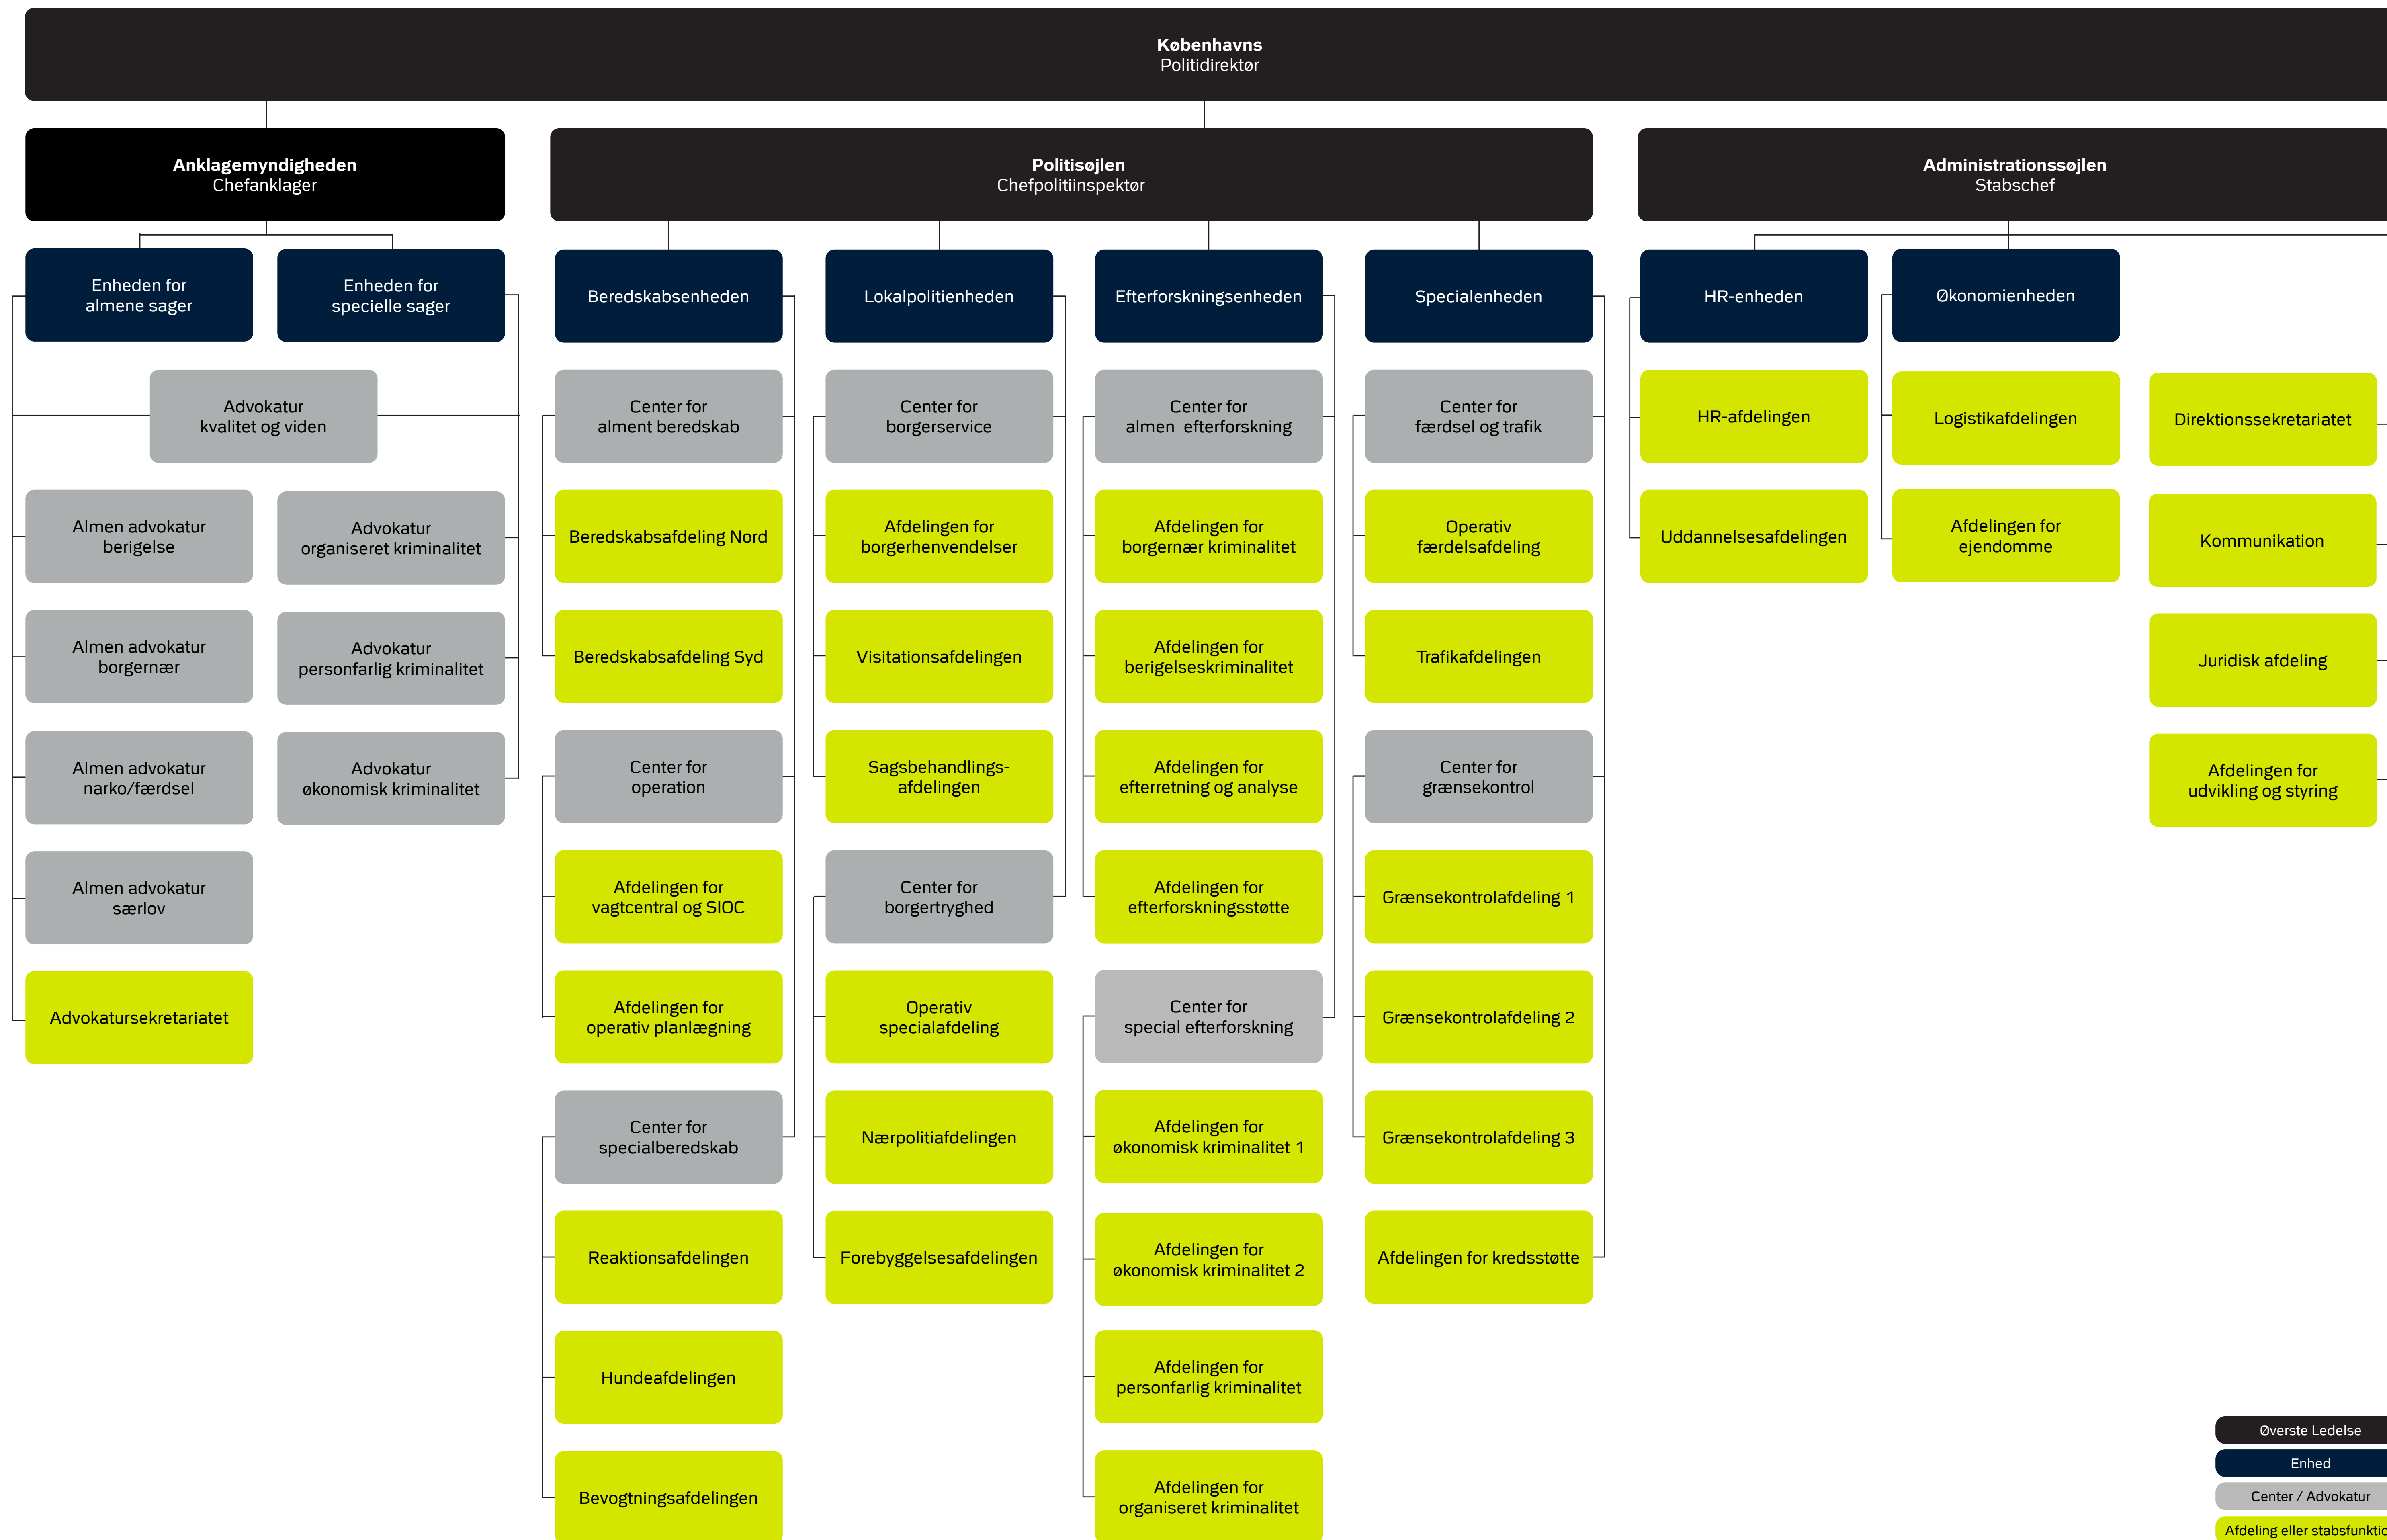 Københavns
Politidirektør
Anklagemyndigheden
Chefanklager
Politisøjlen
Chefpolitiinspektør
Administrationssøjlen
Stabschef
Enheden for
almene sager
Enheden for
specielle sager
Beredskabsenheden
Lokalpolitienheden
Efterforskningsenheden
Specialenheden
HR-enheden
Økonomienheden
Advokatur
kvalitet og viden
Center for
alment beredskab
Center for
borgerservice
Center for
almen efterforskning
Center for
færdsel og trafik
HR-afdelingen
Logistikafdelingen
Direktionssekretariatet
Almen advokatur
berigelse
Advokatur
organiseret kriminalitet
Beredskabsafdeling Nord
Afdelingen for
borgerhenvendelser
Afdelingen for
borgernær kriminalitet
Operativ
færdelsafdeling
Uddannelsesafdelingen
Afdelingen for
ejendomme
Kommunikation
Almen advokatur
borgernær
Advokatur
personfarlig kriminalitet
Beredskabsafdeling Syd
Visitationsafdelingen
Afdelingen for
berigelseskriminalitet
Trafikafdelingen
Juridisk afdeling
Almen advokatur
narko/færdsel
Advokatur
økonomisk kriminalitet
Center for
operation
Sagsbehandlings-
afdelingen
Afdelingen for
efterretning og analyse
Center for
grænsekontrol
Afdelingen for
udvikling og styring
Almen advokatur
særlov
Afdelingen for
vagtcentral og SIOC
Center for
borgertryghed
Afdelingen for
efterforskningsstøtte
Grænsekontrolafdeling 1
Advokatursekretariatet
Afdelingen for
operativ planlægning
Operativ
specialafdeling
Center for
special efterforskning
Grænsekontrolafdeling 2
Center for
specialberedskab
Nærpolitiafdelingen
Afdelingen for
økonomisk kriminalitet 1
Grænsekontrolafdeling 3
Reaktionsafdelingen
Forebyggelsesafdelingen
Afdelingen for
økonomisk kriminalitet 2
Afdelingen for kredsstøtte
Hundeafdelingen
Afdelingen for
personfarlig kriminalitet
Bevogtningsafdelingen
Afdelingen for
organiseret kriminalitet
Øverste Ledelse
Enhed
Center / Advokatur
Afdeling eller